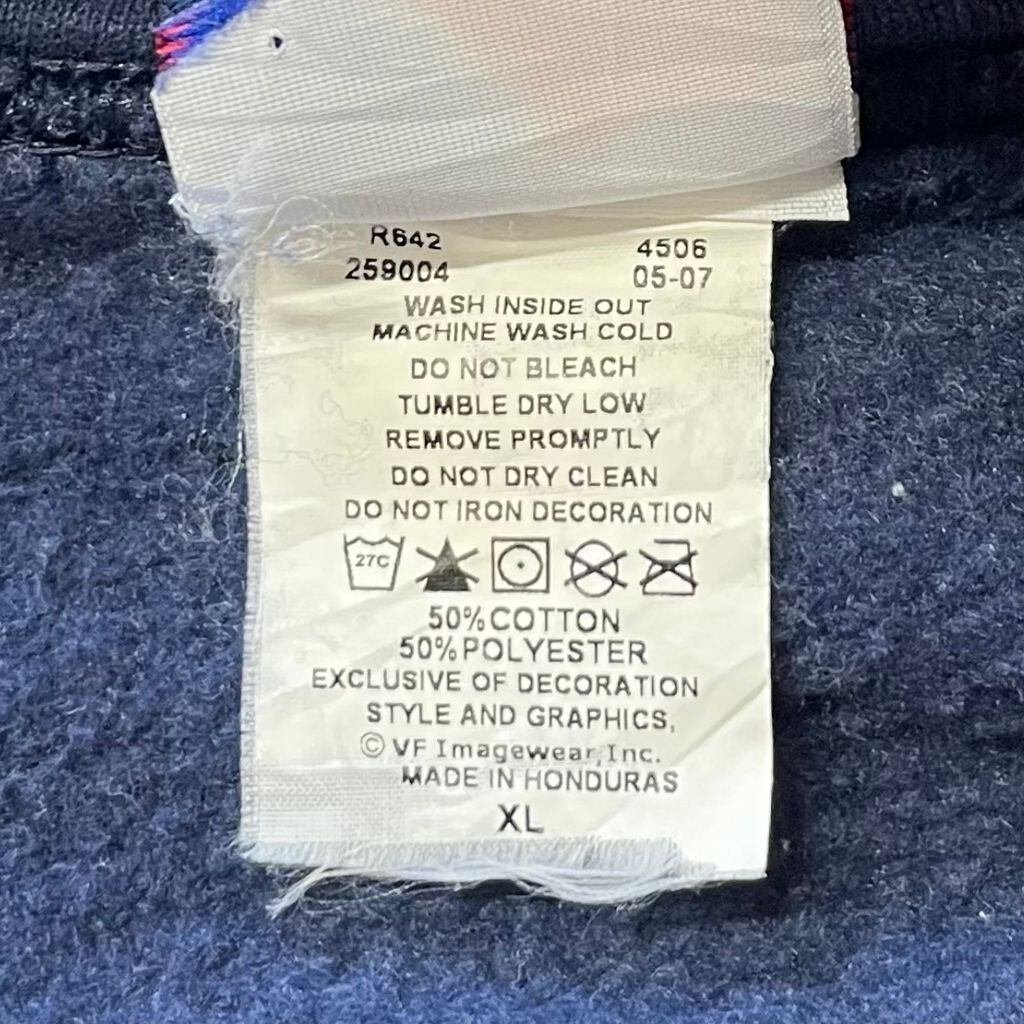 R642 4506
259004 05-07
WASH INSIDE OUT
MACHINE WASH COLD
DO NOT BLEACH
TUMBLE DRY LOW
REMOVE PROMPTLY
DO NOT DRY CLEAN
DO NOT IRON DECORATION
27C
50% COTTON
50% POLYESTER
EXCLUSIVE OF DECORATION
STYLE AND GRAPHICS,
© VF Imagewear, Inc.
MADE IN HONDURAS
XL